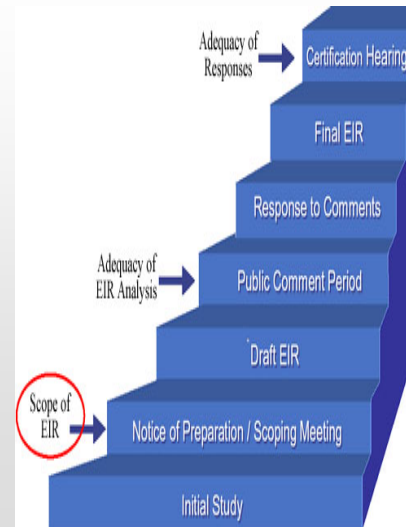 Adequacy of
Responses
Certification Hearing
Final EIR
Response to Comments
Adequacy of
EIR Analysis
Public Comment Period
Draft EIR
Scope of
EIR
Notice of Preparation / Scoping Meeting
Initial Study